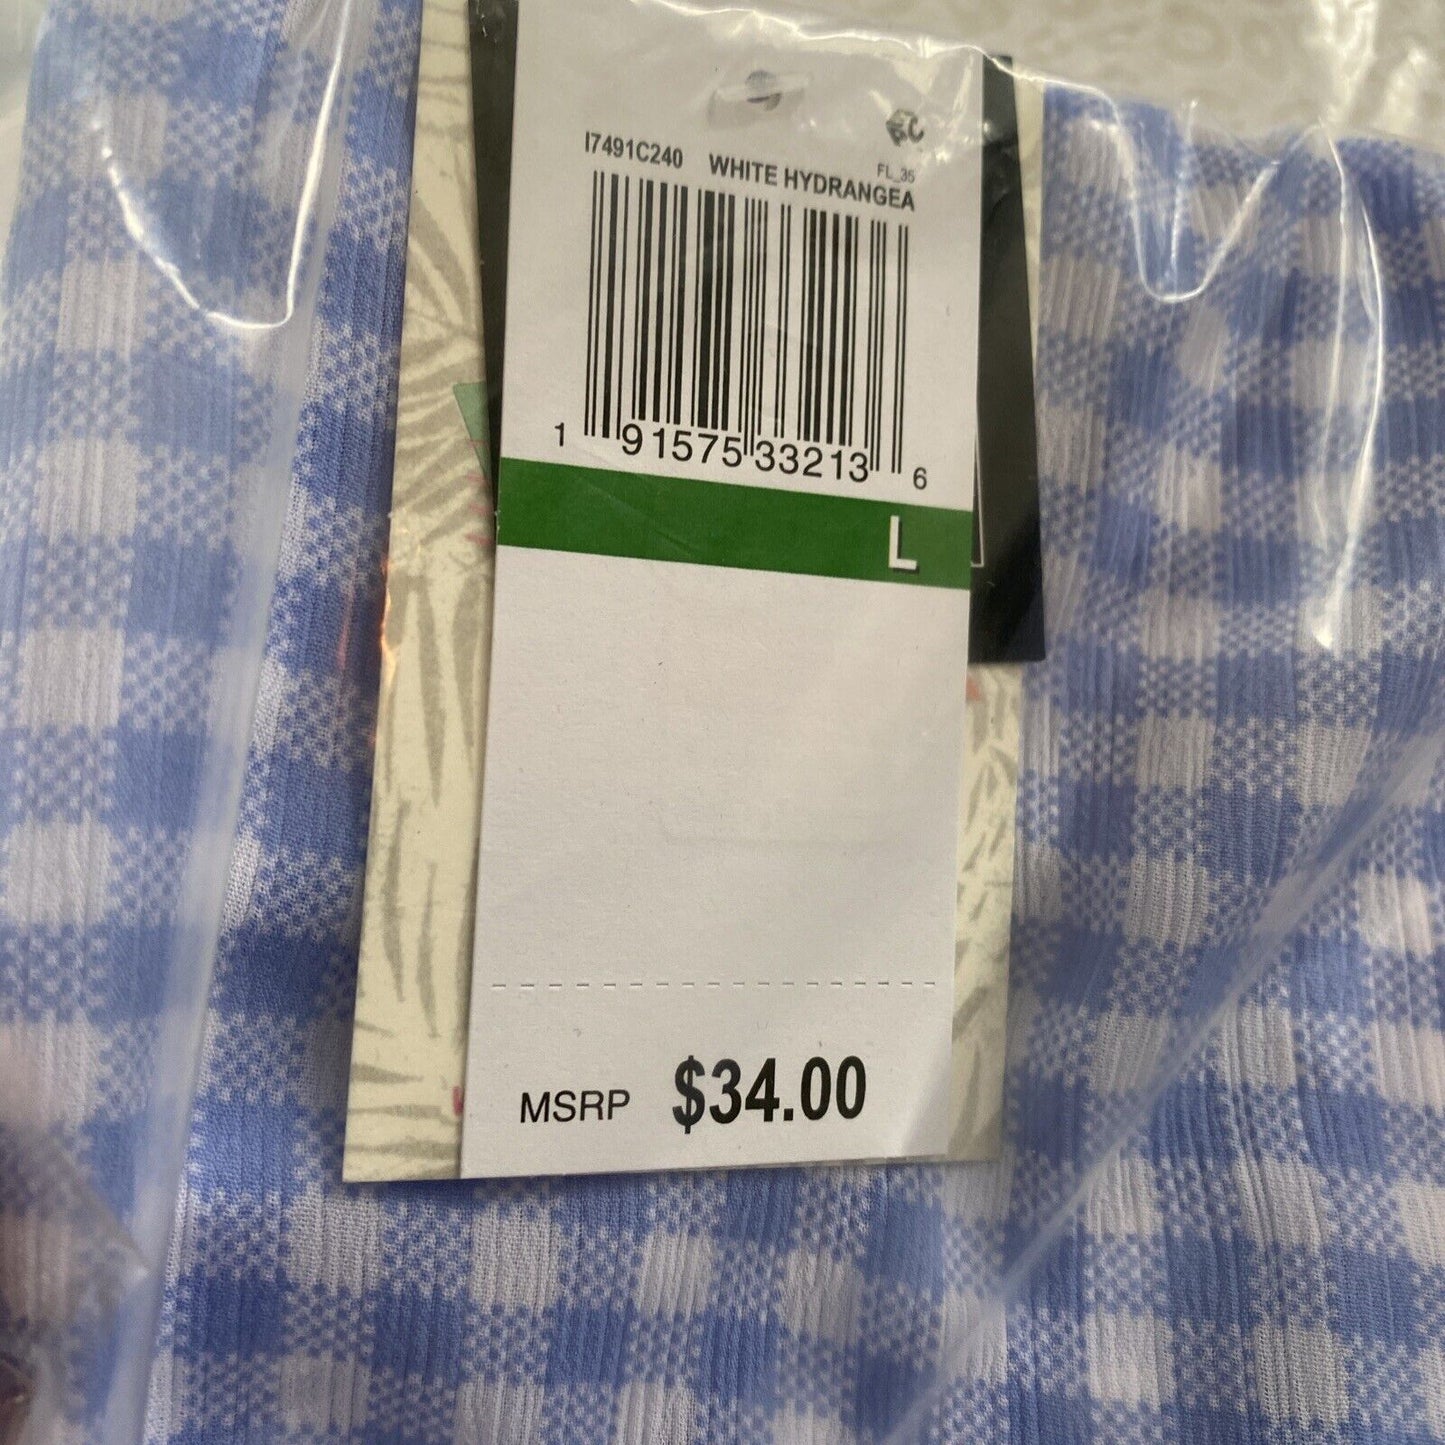 FL_35
I7491C240 WHITE HYDRANGEA
1 91575 33213 6
L
MSRP $34.00